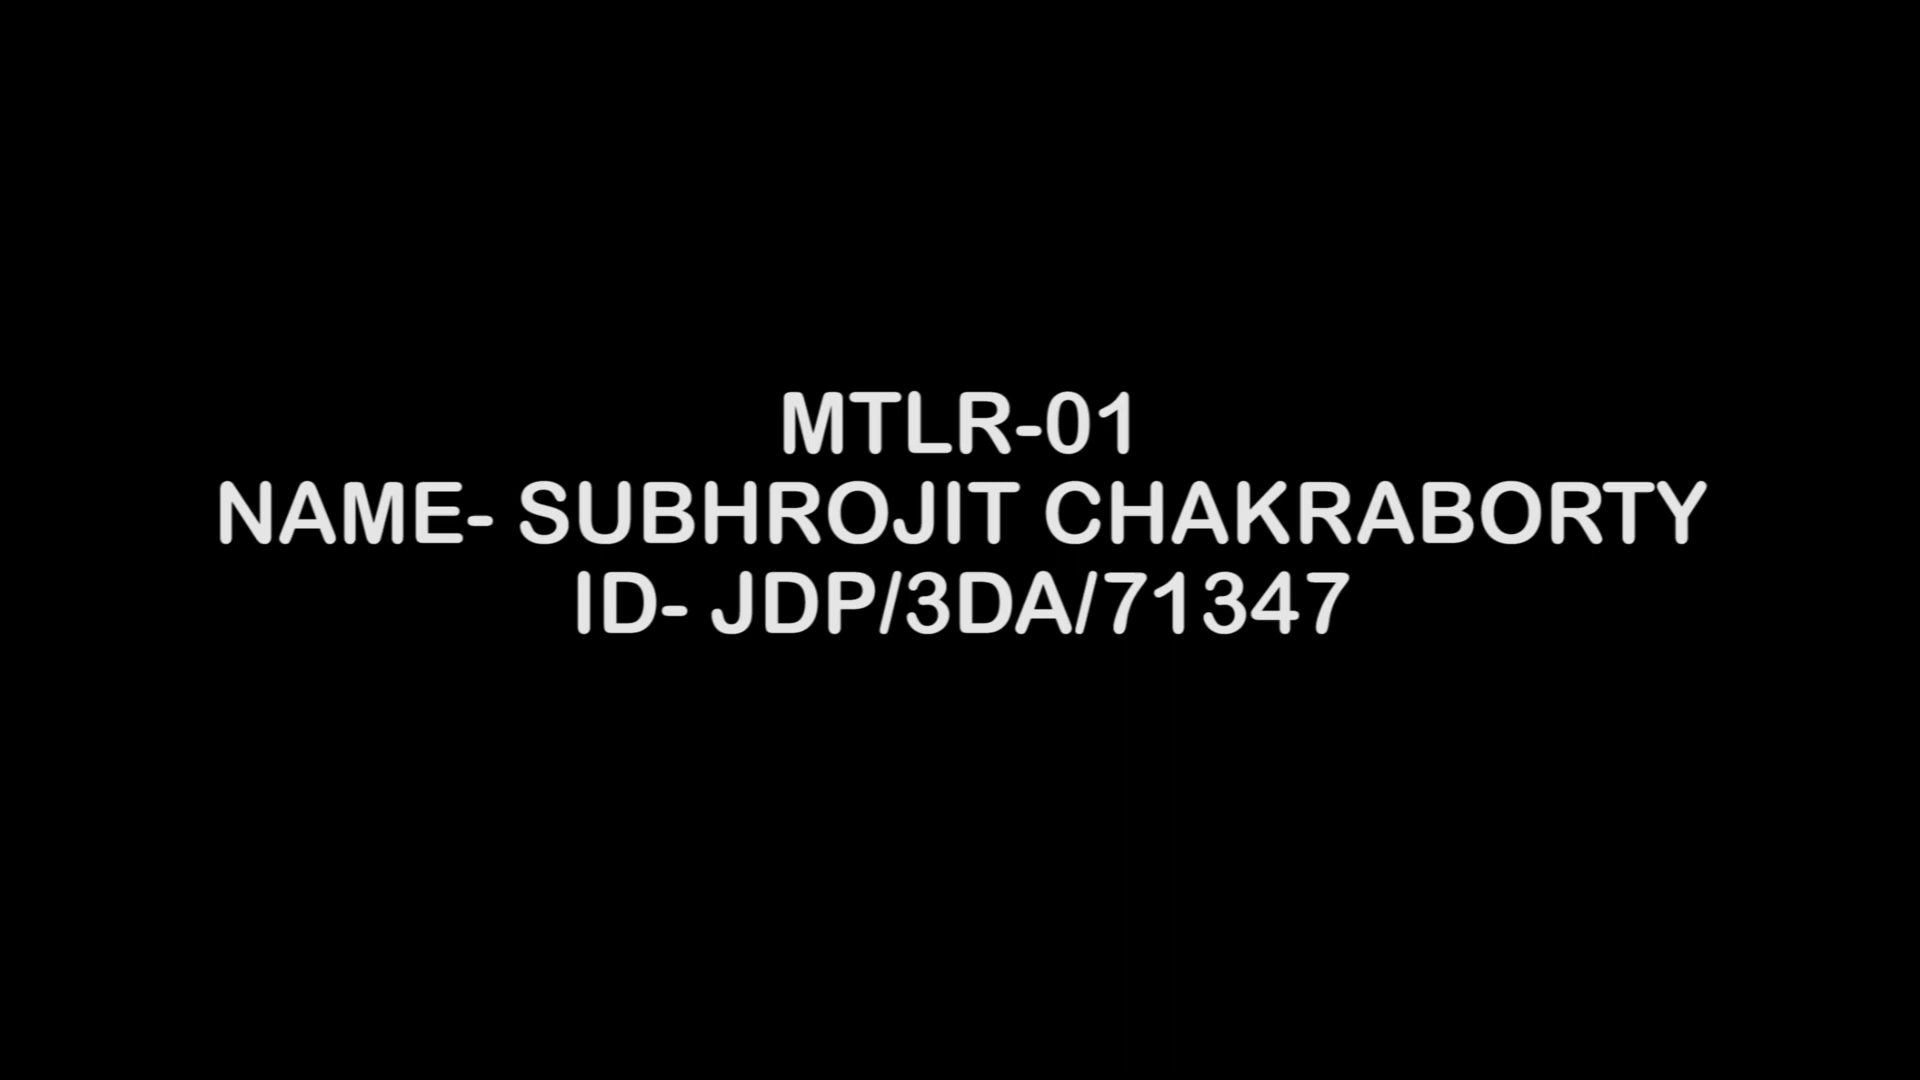 MTLR-01
NAME- SUBHROJIT CHAKRABORTY
ID- JDP/3DA/71347